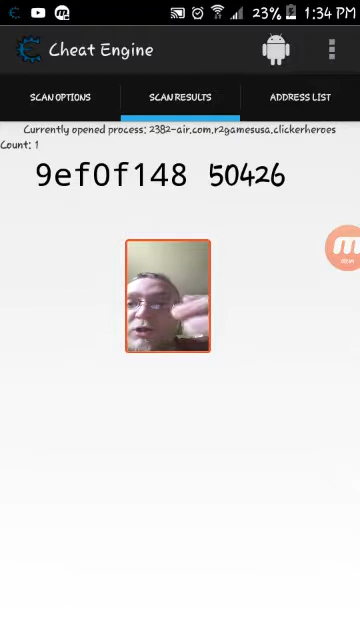 23% 1:34 PM
Cheat Engine
SCAN OPTIONS SCAN RESULTS ADDRESS LIST
Currently opened process: 2382-air.com.r2gamesusa.clickerheroes
Count: 1
9ef0f148 50426